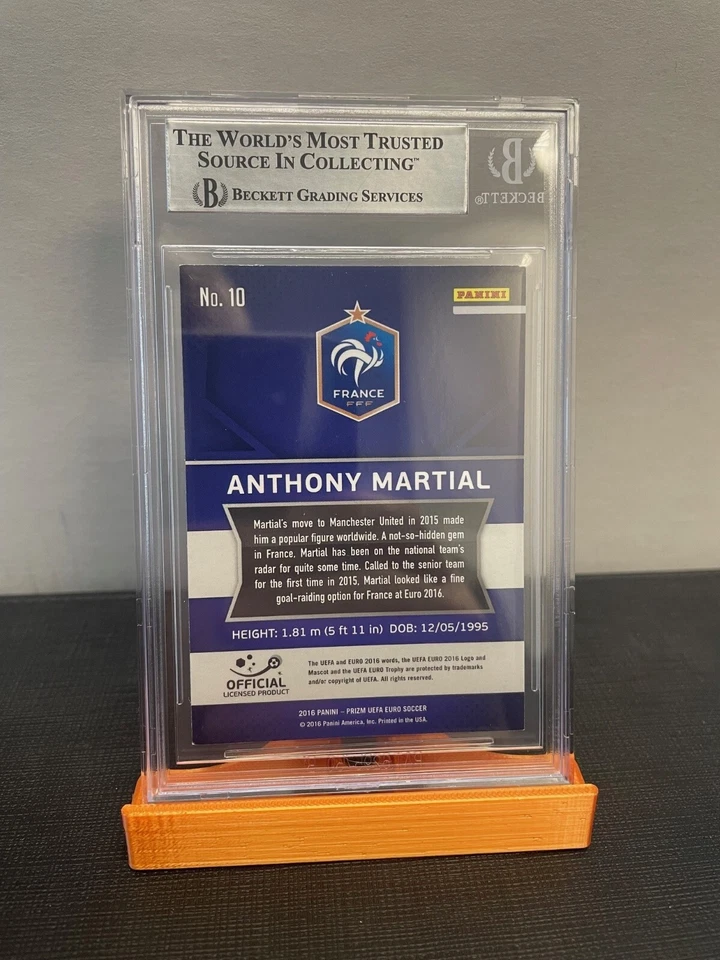 THE WORLD'S MOST TRUSTED
SOURCE IN COLLECTING™
B BECKETT GRADING SERVICES
B
BECKETT®
No. 10
PANINI
FRANCE
FFF
ANTHONY MARTIAL
Martial's move to Manchester United in 2015 made
him a popular figure worldwide. A not-so-hidden gem
in France, Martial has been on the national team's
radar for quite some time. Called to the senior team
for the first time in 2015, Martial looked like a fine
goal-raiding option for France at Euro 2016.
HEIGHT: 1.81 m (5 ft 11 in) DOB: 12/05/1995
OFFICIAL
LICENSED PRODUCT
The UEFA and EURO 2016 words, the UEFA EURO 2016 Logo and
Mascot and the UEFA EURO Trophy are protected by trademarks
and/or copyright of UEFA. All rights reserved.
2016 PANINI – PRIZM UEFA EURO SOCCER
© 2016 Panini America, Inc. Printed in the USA.